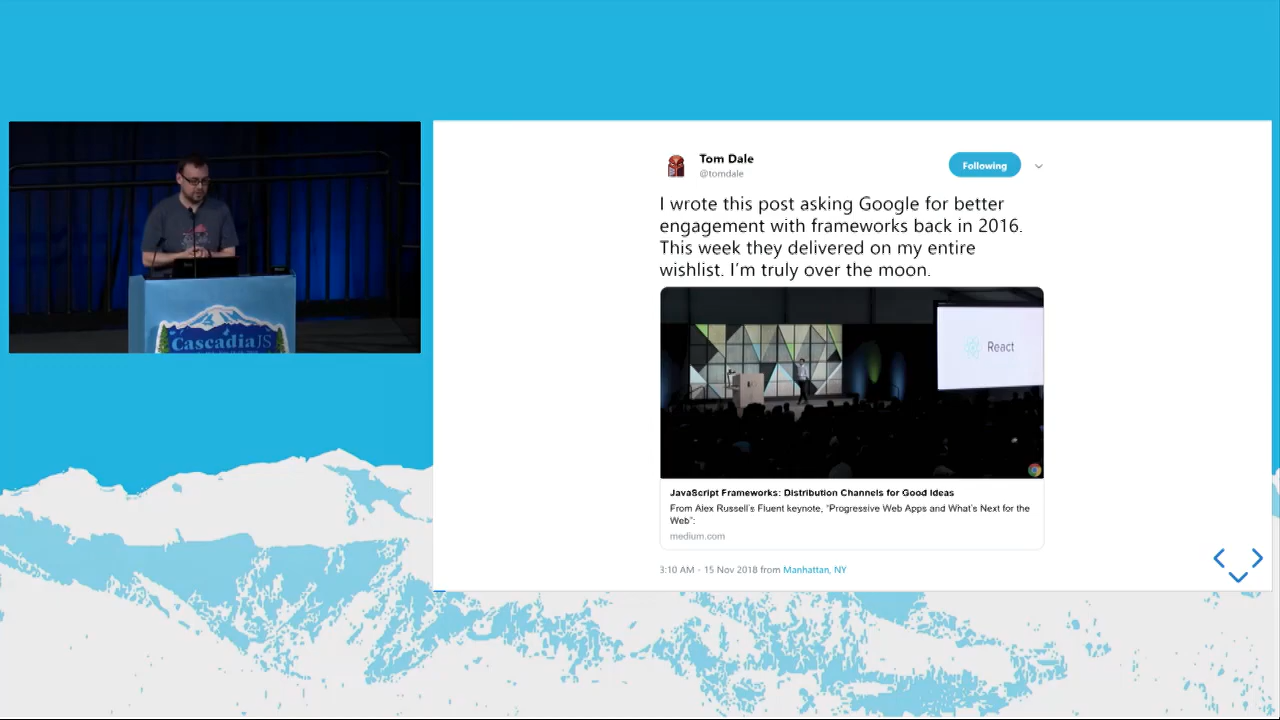 CascadiaJS
Tom Dale
@tomdale
Following
I wrote this post asking Google for better
engagement with frameworks back in 2016.
This week they delivered on my entire
wishlist. I'm truly over the moon.
React
JavaScript Frameworks: Distribution Channels for Good Ideas
From Alex Russell's Fluent keynote, "Progressive Web Apps and What's Next for the
Web":
medium.com
3:10 AM - 15 Nov 2018 from Manhattan, NY